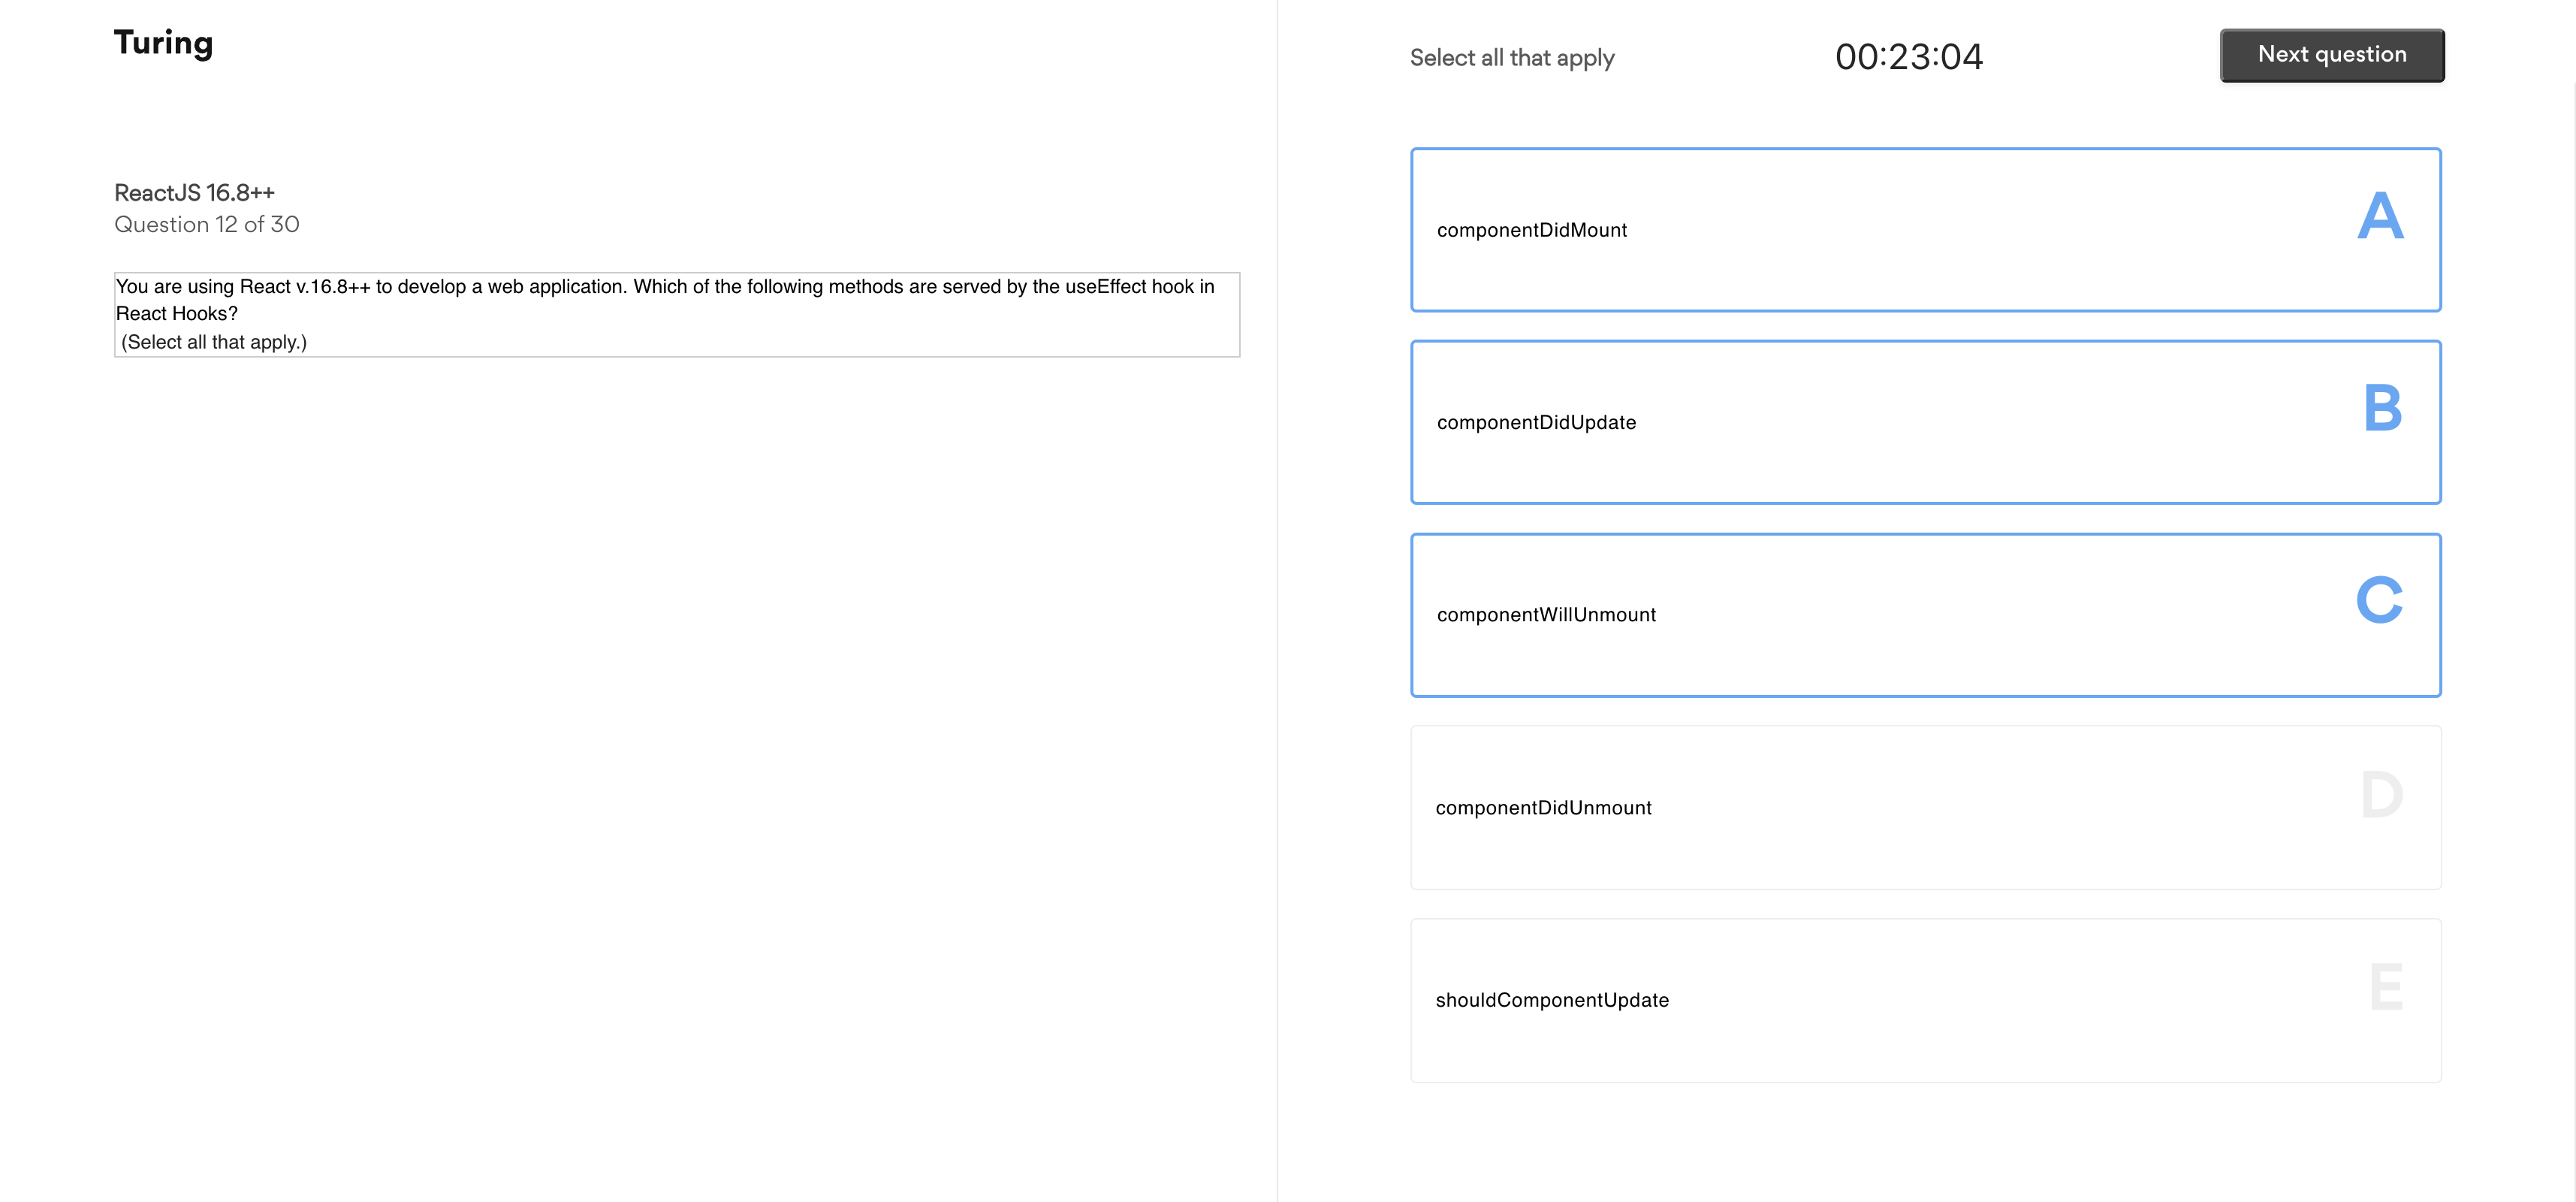 Turing
Select all that apply
00:23:04
Next question
ReactJS 16.8++
Question 12 of 30
You are using React v.16.8++ to develop a web application. Which of the following methods are served by the useEffect hook in
React Hooks?
(Select all that apply.)
A
componentDidMount
B
componentDidUpdate
C
componentWillUnmount
D
componentDidUnmount
E
shouldComponentUpdate